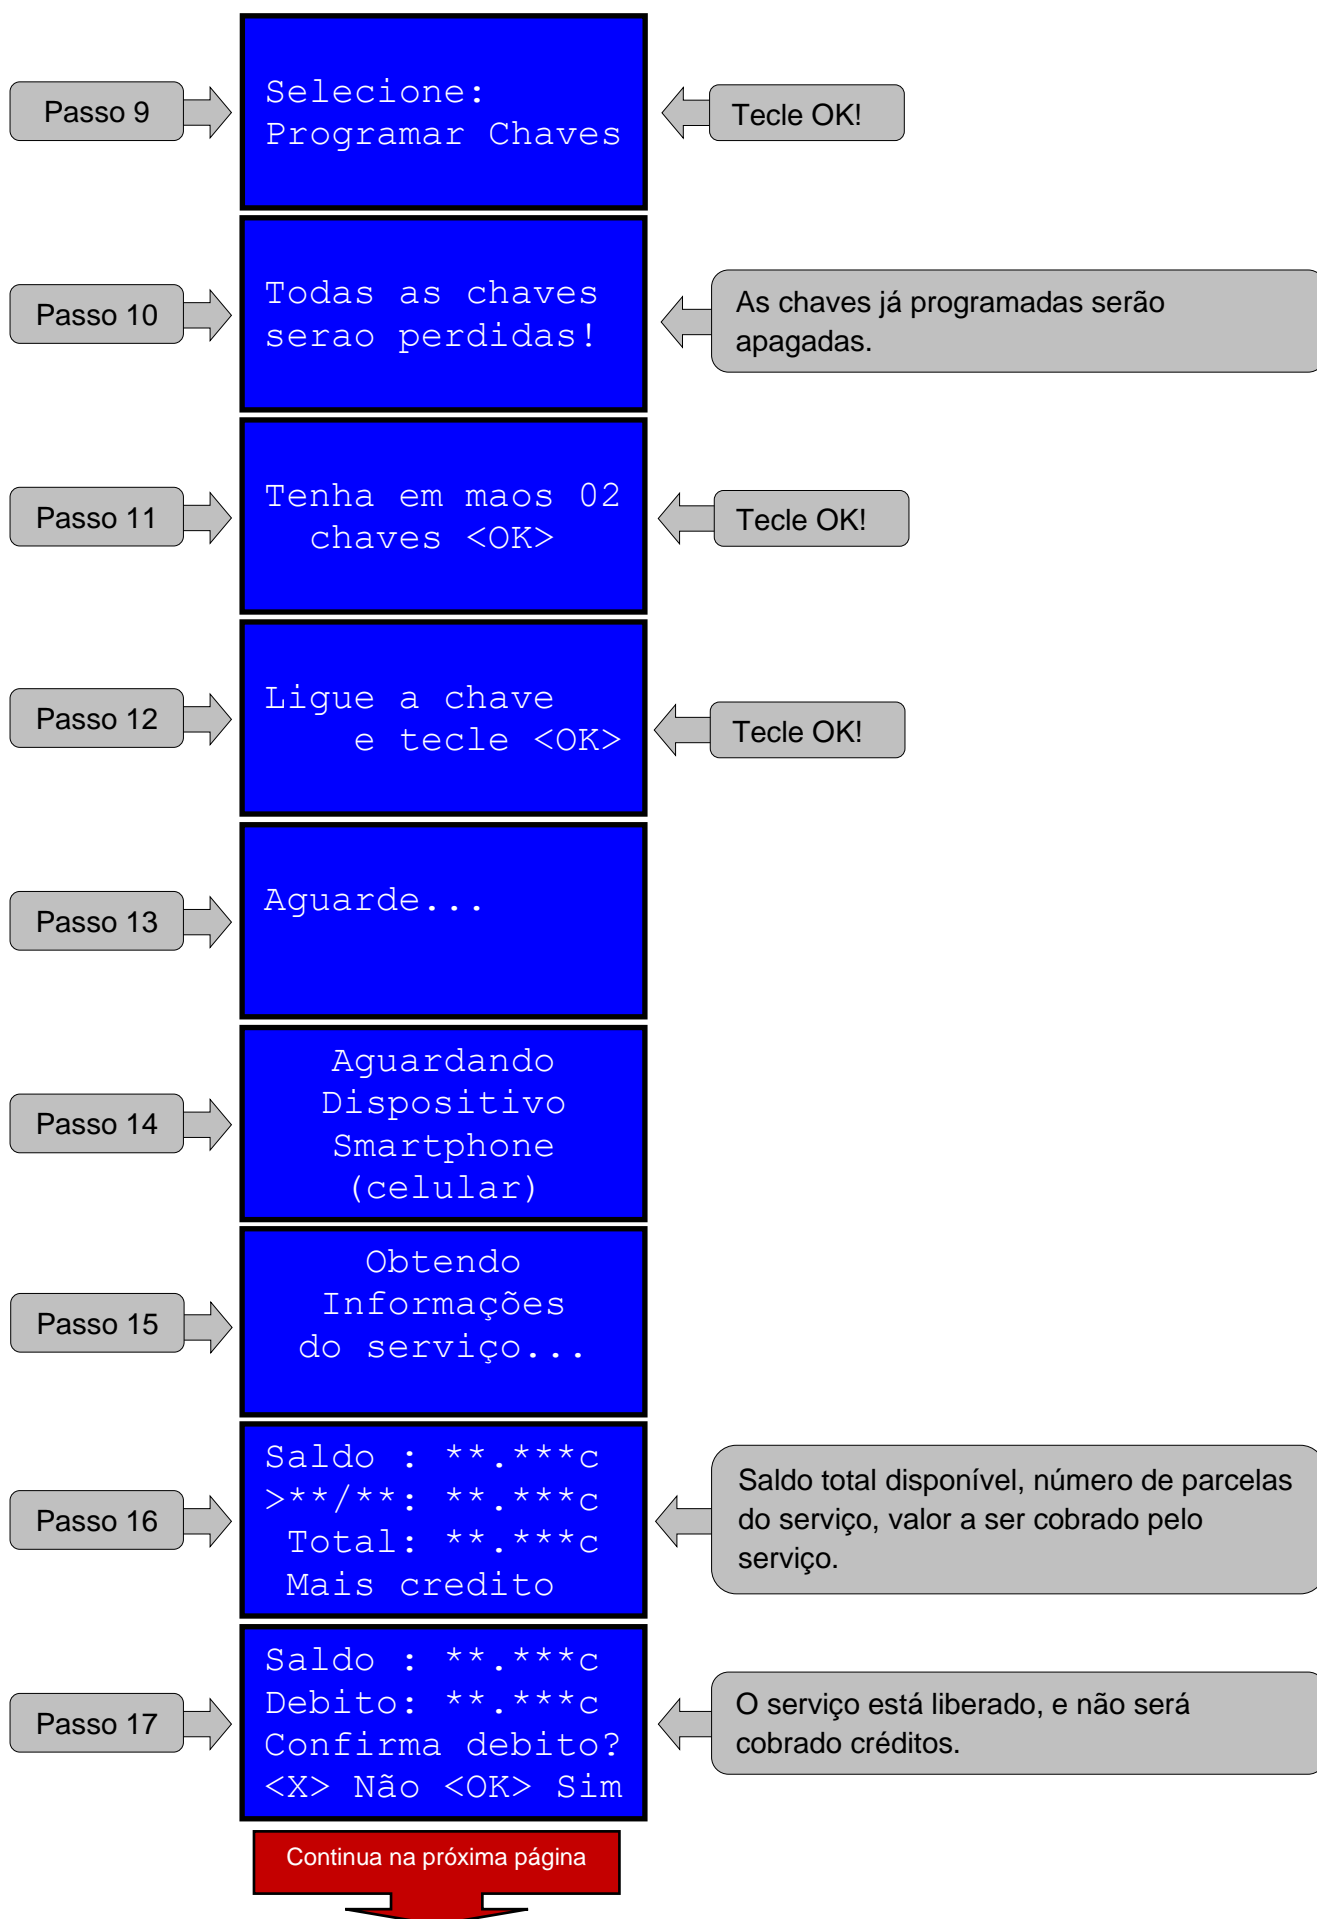 Passo 9
Selecione:
Programar Chaves
Tecle OK!
Passo 10
Todas as chaves
serao perdidas!
As chaves já programadas serão
apagadas.
Passo 11
Tenha em maos 02
chaves <OK>
Tecle OK!
Passo 12
Ligue a chave
e tecle <OK>
Tecle OK!
Passo 13
Aguarde...
Passo 14
Aguardando
Dispositivo
Smartphone
(celular)
Passo 15
Obtendo
Informações
do serviço...
Passo 16
Saldo : **.***c
>**/**: **.***c
Total: **.***c
Mais credito
Saldo total disponível, número de parcelas
do serviço, valor a ser cobrado pelo
serviço.
Passo 17
Saldo : **.***c
Debito: **.***c
Confirma debito?
<X> Não <OK> Sim
O serviço está liberado, e não será
cobrado créditos.
Continua na próxima página